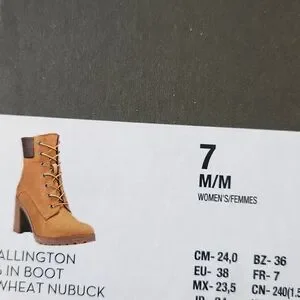 7
M/M
WOMEN'S/FEMMES
ALLINGTON
IN BOOT
WHEAT NUBUCK
CM- 24,0 BZ- 36
EU- 38 FR- 7
MX- 23,5 CN- 240(1.5